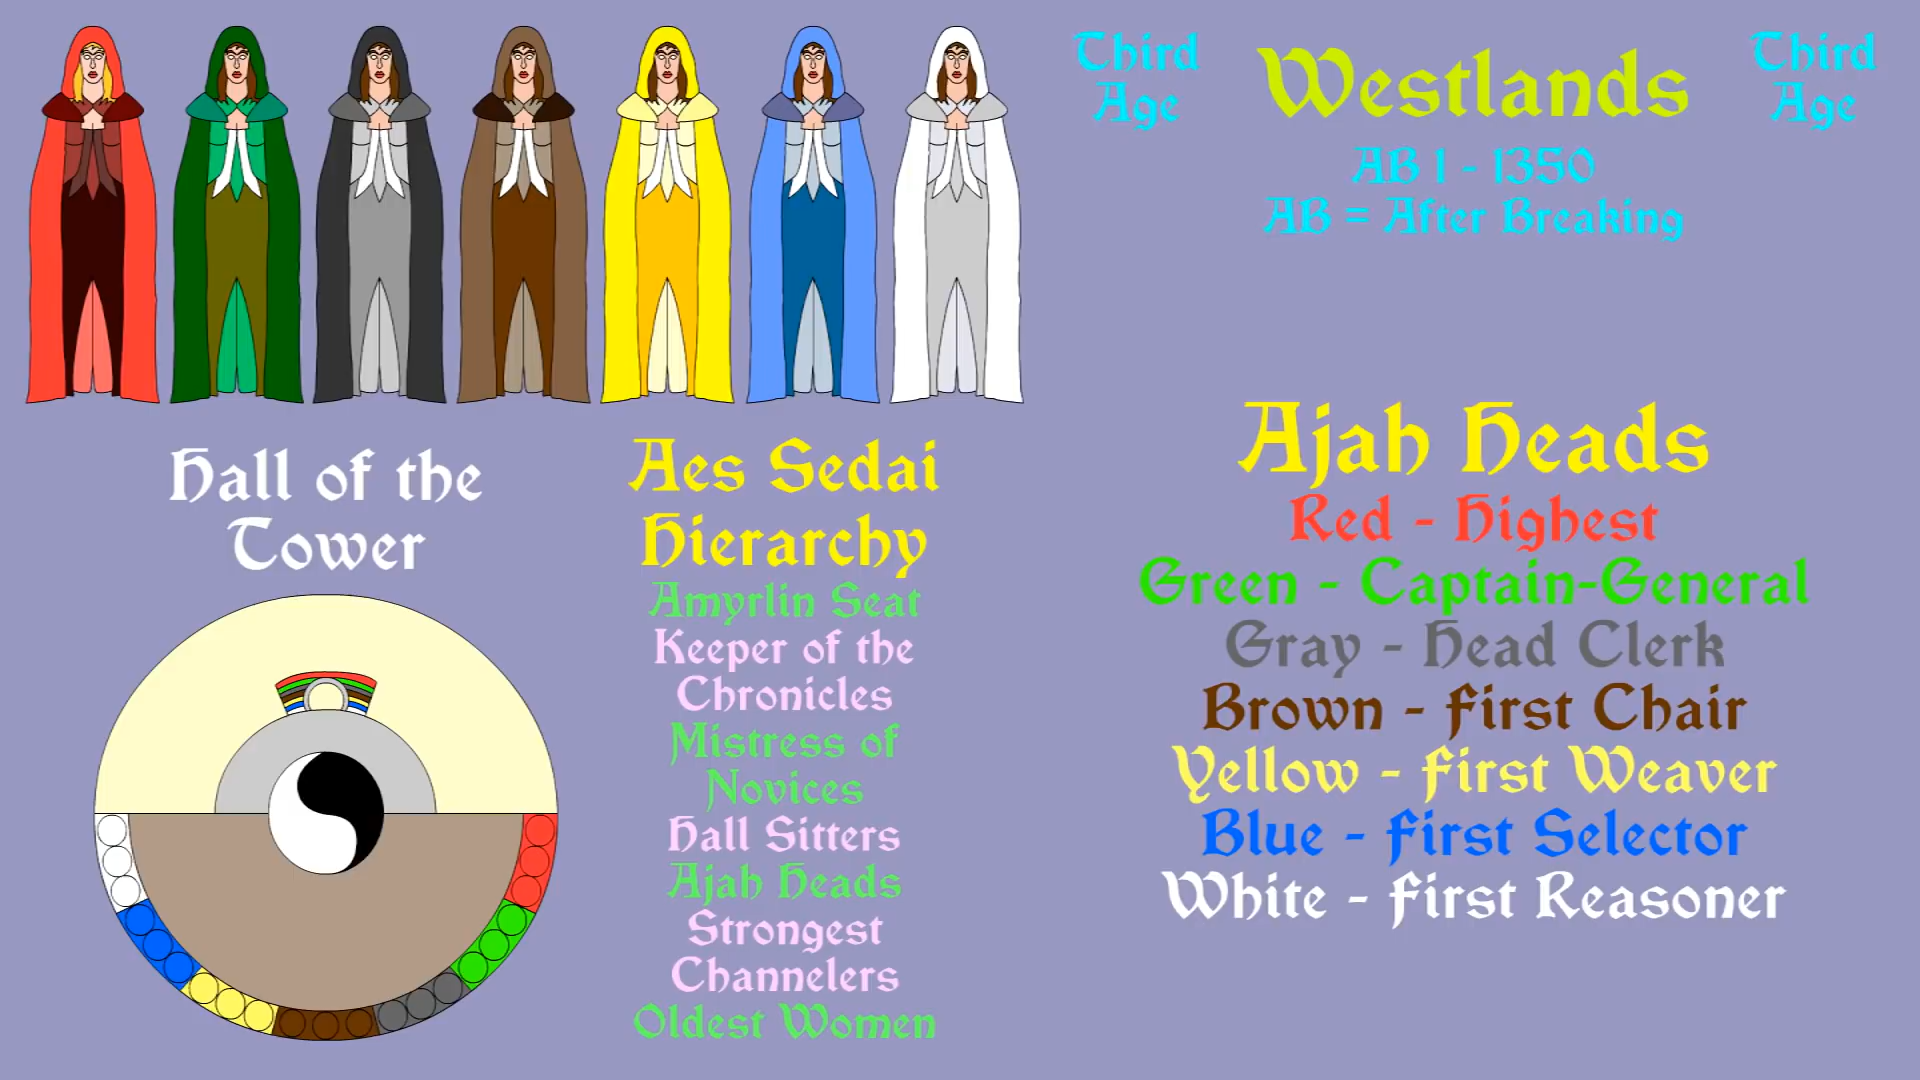 Third
Age
Westlands
Third
Age
AB 1 - 1350
AB = After Breaking
Hall of the
Tower
Aes Sedai
Hierarchy
Amyrlin Seat
Keeper of the
Chronicles
Mistress of
Novices
Hall Sitters
Ajah Heads
Strongest
Channelers
Oldest Women
Ajah Heads
Red - Highest
Green - Captain-General
Gray - Head Clerk
Brown - First Chair
Yellow - First Weaver
Blue - First Selector
White - First Reasoner